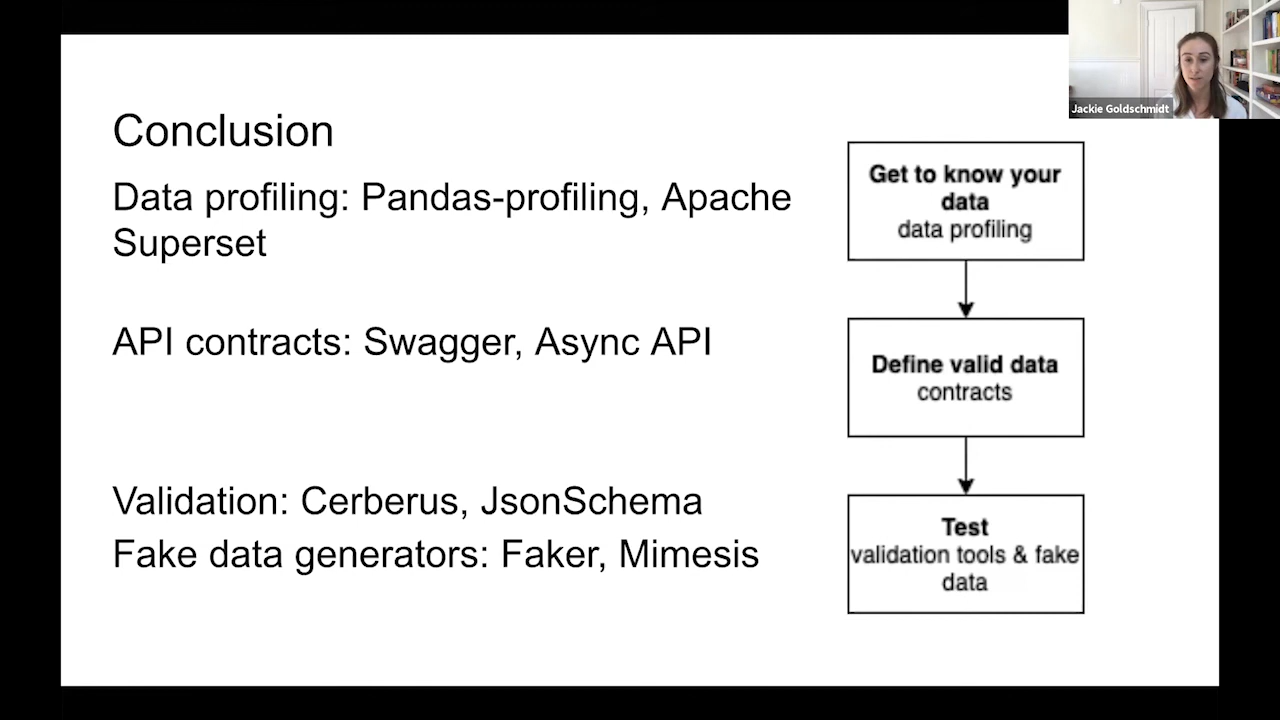 Jackie Goldschmidt
Conclusion
Data profiling: Pandas-profiling, Apache
Superset
API contracts: Swagger, Async API
Validation: Cerberus, JsonSchema
Fake data generators: Faker, Mimesis
Get to know your
data
data profiling
Define valid data
contracts
Test
validation tools & fake
data